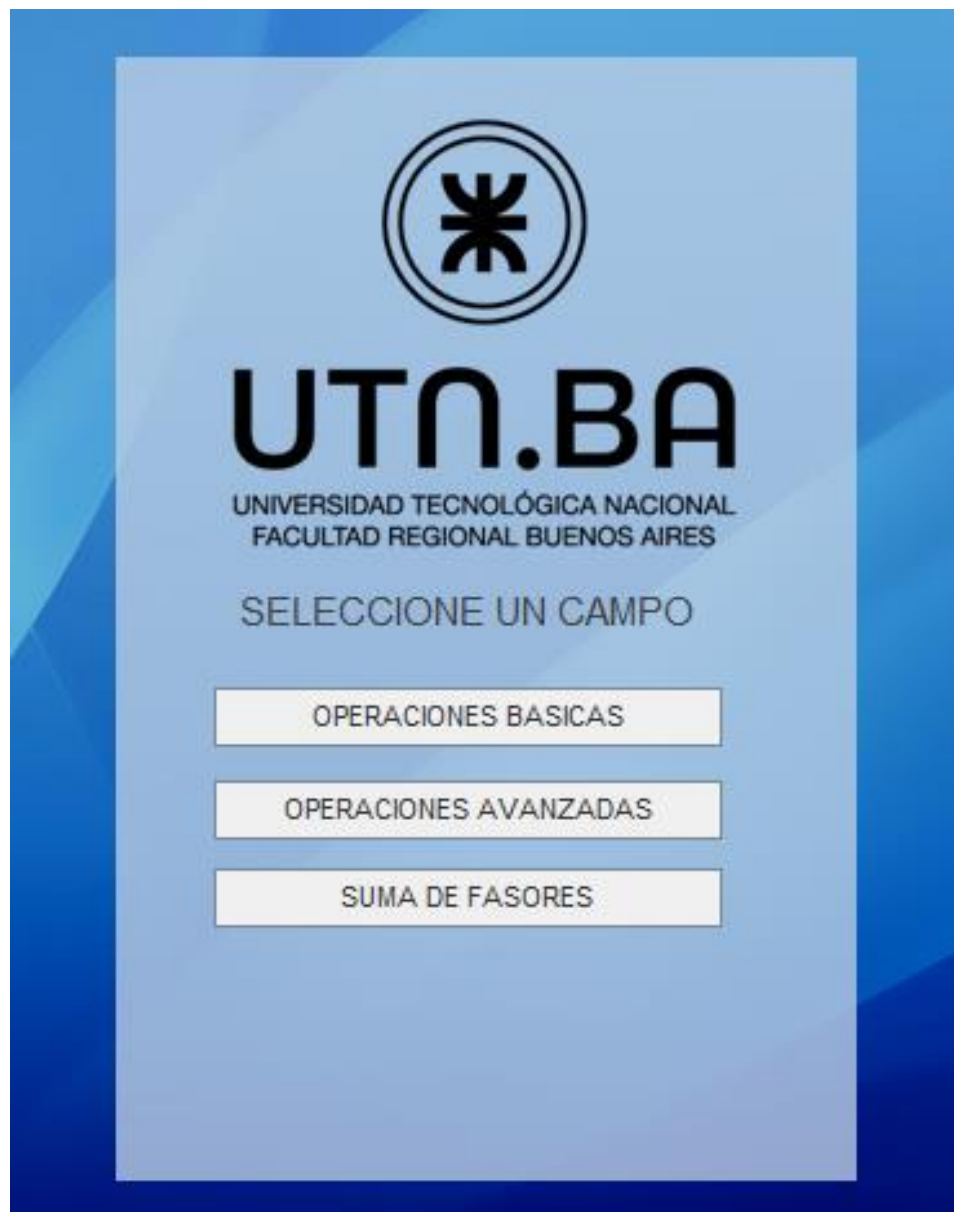 UTN.BA
UNIVERSIDAD TECNOLÓGICA NACIONAL
FACULTAD REGIONAL BUENOS AIRES
SELECCIONE UN CAMPO
OPERACIONES BASICAS
OPERACIONES AVANZADAS
SUMA DE FASORES